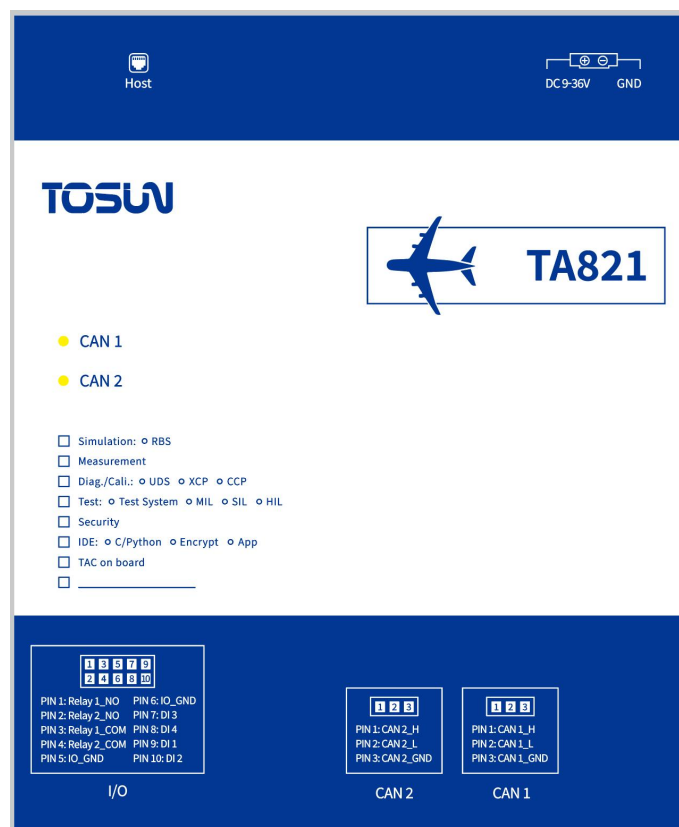 Host
DC 9-36V GND
TOSUN
TA821
CAN 1
CAN 2
Simulation: RBS
Measurement
Diag./Cali.: UDS XCP CCP
Test: Test System MIL SIL HIL
Security
IDE: C/Python Encrypt App
TAC on board
1 3 5 7 9
2 4 6 8 10
PIN 1: Relay 1_NO PIN 6: IO_GND
PIN 2: Relay 2_NO PIN 7: DI 3
PIN 3: Relay 1_COM PIN 8: DI 4
PIN 4: Relay 2_COM PIN 9: DI 1
PIN 5: IO_GND PIN 10: DI 2
I/O
1 2 3
PIN 1: CAN 2_H
PIN 2: CAN 2_L
PIN 3: CAN 2_GND
CAN 2
1 2 3
PIN 1: CAN 1_H
PIN 2: CAN 1_L
PIN 3: CAN 1_GND
CAN 1